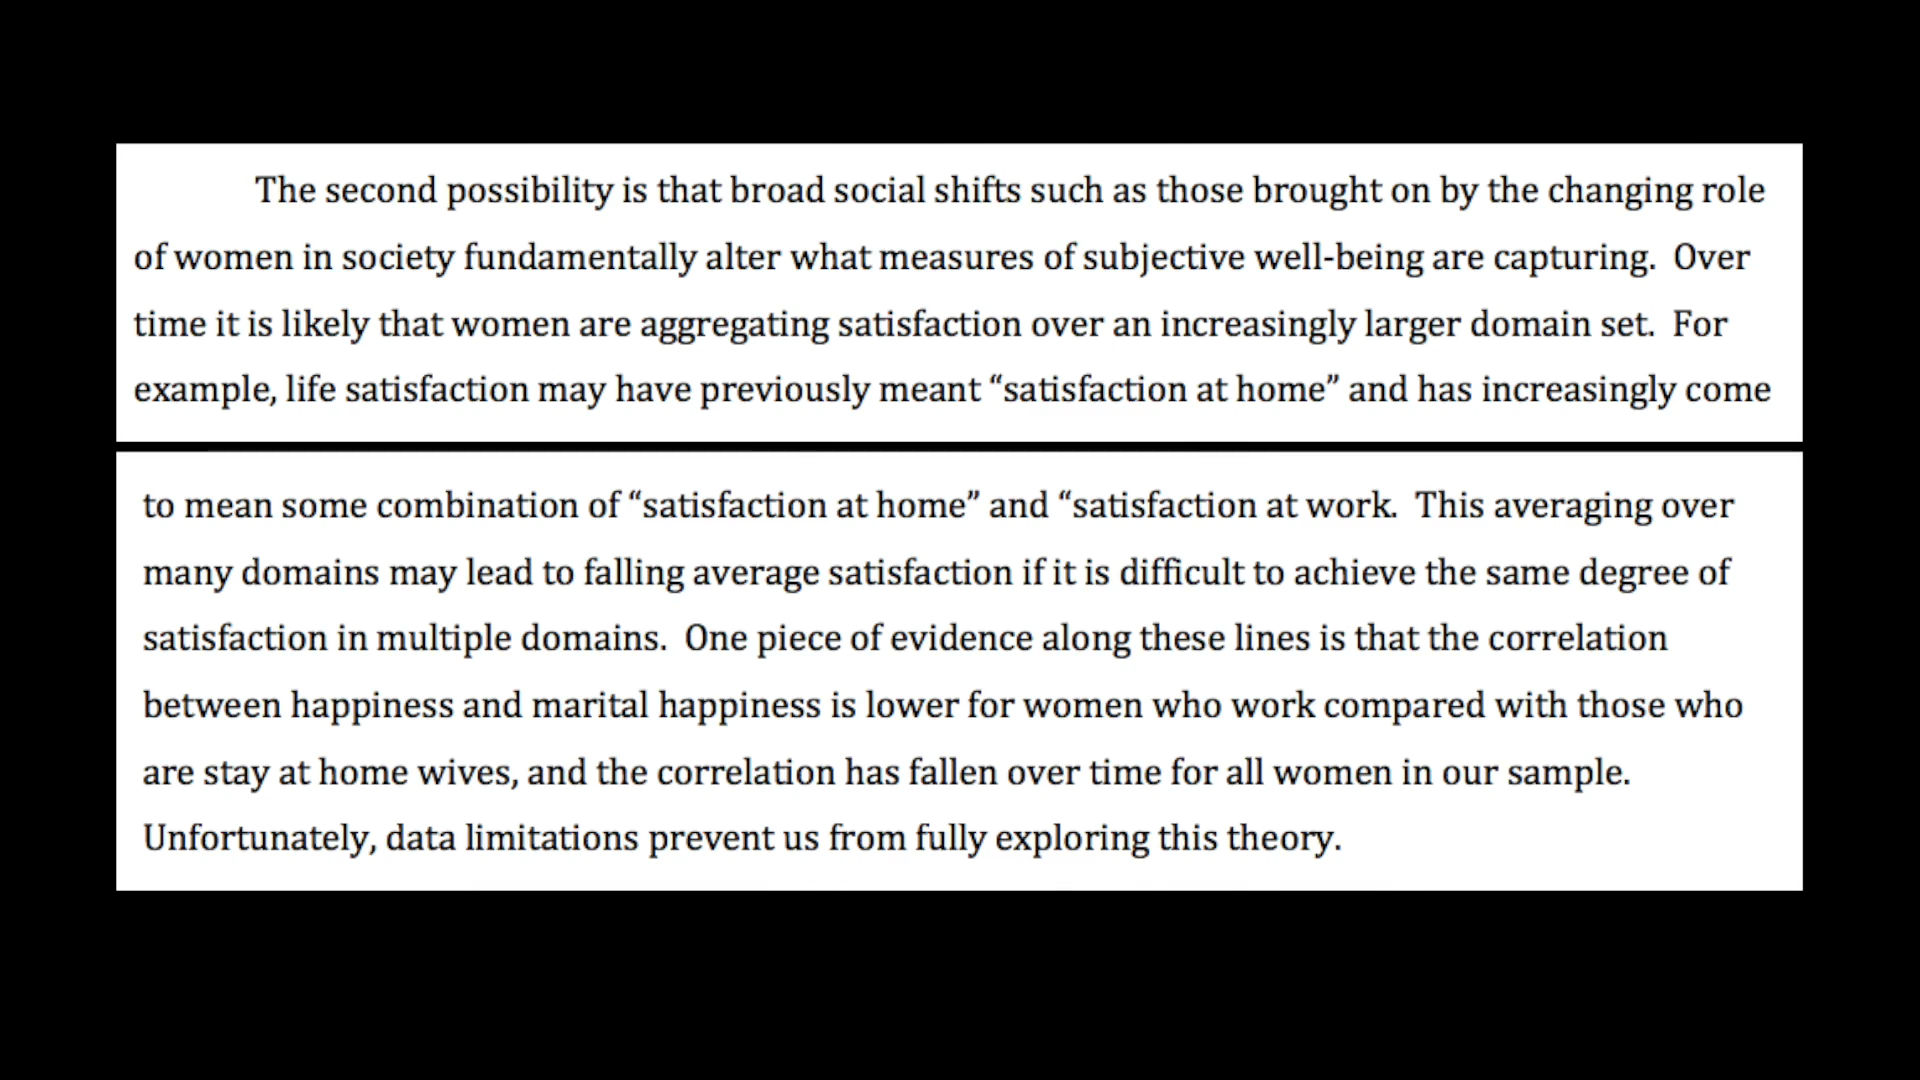 The second possibility is that broad social shifts such as those brought on by the changing role
of women in society fundamentally alter what measures of subjective well-being are capturing.  Over
time it is likely that women are aggregating satisfaction over an increasingly larger domain set.  For
example, life satisfaction may have previously meant “satisfaction at home” and has increasingly come
to mean some combination of “satisfaction at home” and “satisfaction at work.  This averaging over
many domains may lead to falling average satisfaction if it is difficult to achieve the same degree of
satisfaction in multiple domains.  One piece of evidence along these lines is that the correlation
between happiness and marital happiness is lower for women who work compared with those who
are stay at home wives, and the correlation has fallen over time for all women in our sample.
Unfortunately, data limitations prevent us from fully exploring this theory.